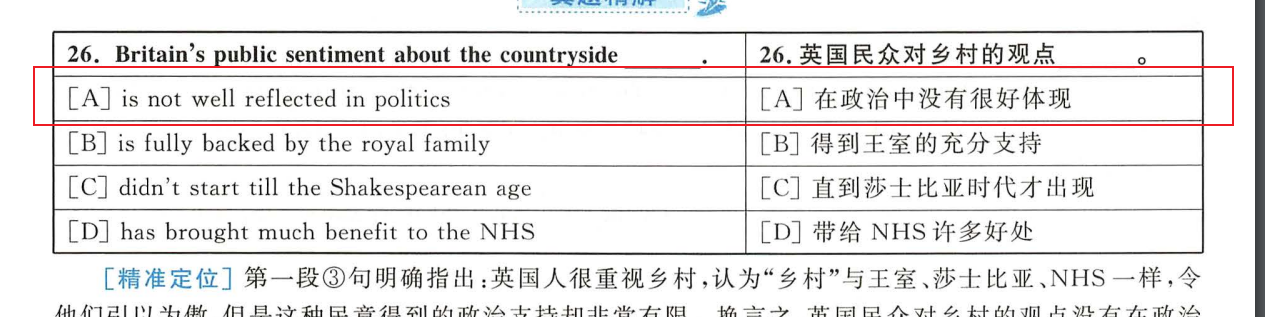 26. Britain's public sentiment about the countryside ______. 26. 英国民众对乡村的观点 。
[A] is not well reflected in politics [A] 在政治中没有很好体现
[B] is fully backed by the royal family [B] 得到王室的充分支持
[C] didn't start till the Shakespearean age [C] 直到莎士比亚时代才出现
[D] has brought much benefit to the NHS [D] 带给 NHS 许多好处
[精准定位] 第一段③句明确指出:英国人很重视乡村,认为“乡村”与王室、莎士比亚、NHS 一样,令
他们引以为傲,但是这种民意得到的政治支持却非常有限。换言之,英国民众对乡村的观点没有在政治